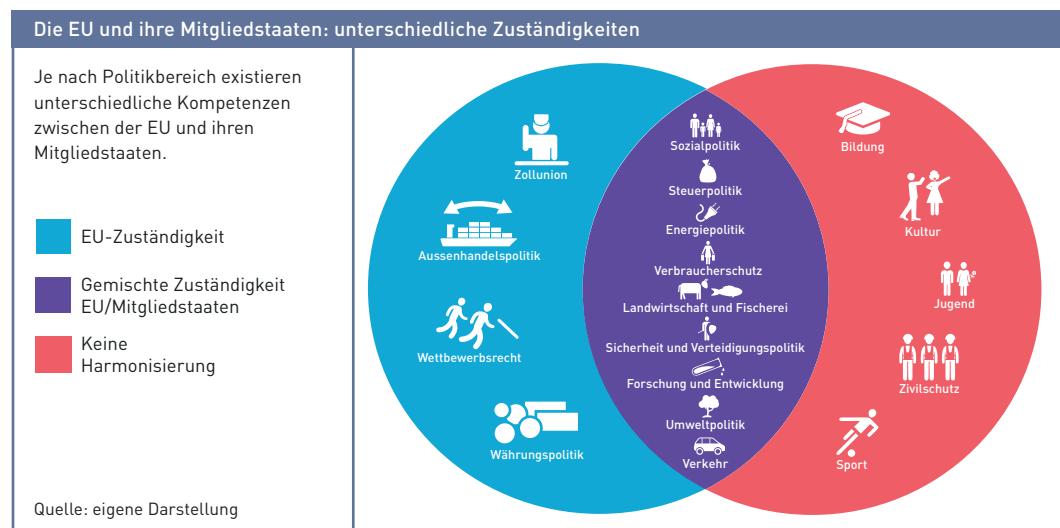 Die EU und ihre Mitgliedstaaten: unterschiedliche Zuständigkeiten
Je nach Politikbereich existieren
unterschiedliche Kompetenzen
zwischen der EU und ihren
Mitgliedstaaten.
EU-Zuständigkeit
Gemischte Zuständigkeit
EU/Mitgliedstaaten
Keine
Harmonisierung
Quelle: eigene Darstellung
Zollunion
Aussenhandelspolitik
Wettbewerbsrecht
Währungspolitik
Sozialpolitik
Steuerpolitik
Energiepolitik
Verbraucherschutz
Landwirtschaft und Fischerei
Sicherheit und Verteidigungspolitik
Forschung und Entwicklung
Umweltpolitik
Verkehr
Bildung
Kultur
Jugend
Zivilschutz
Sport